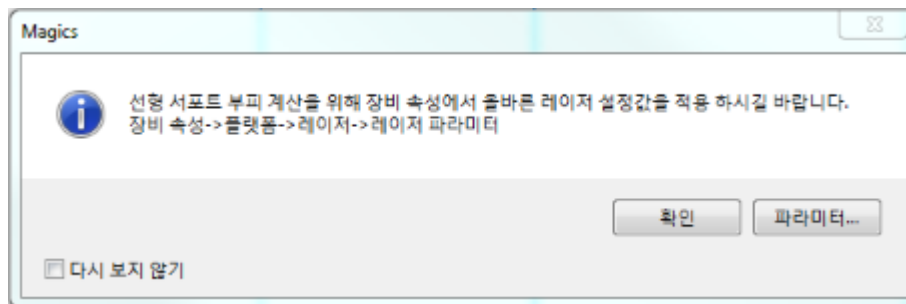 Magics
선형 서포트 부피 계산을 위해 장비 속성에서 올바른 레이저 설정값을 적용 하시길 바랍니다.
장비 속성->플랫폼->레이저->레이저 파라미터
확인
파라미터...
다시 보지 않기